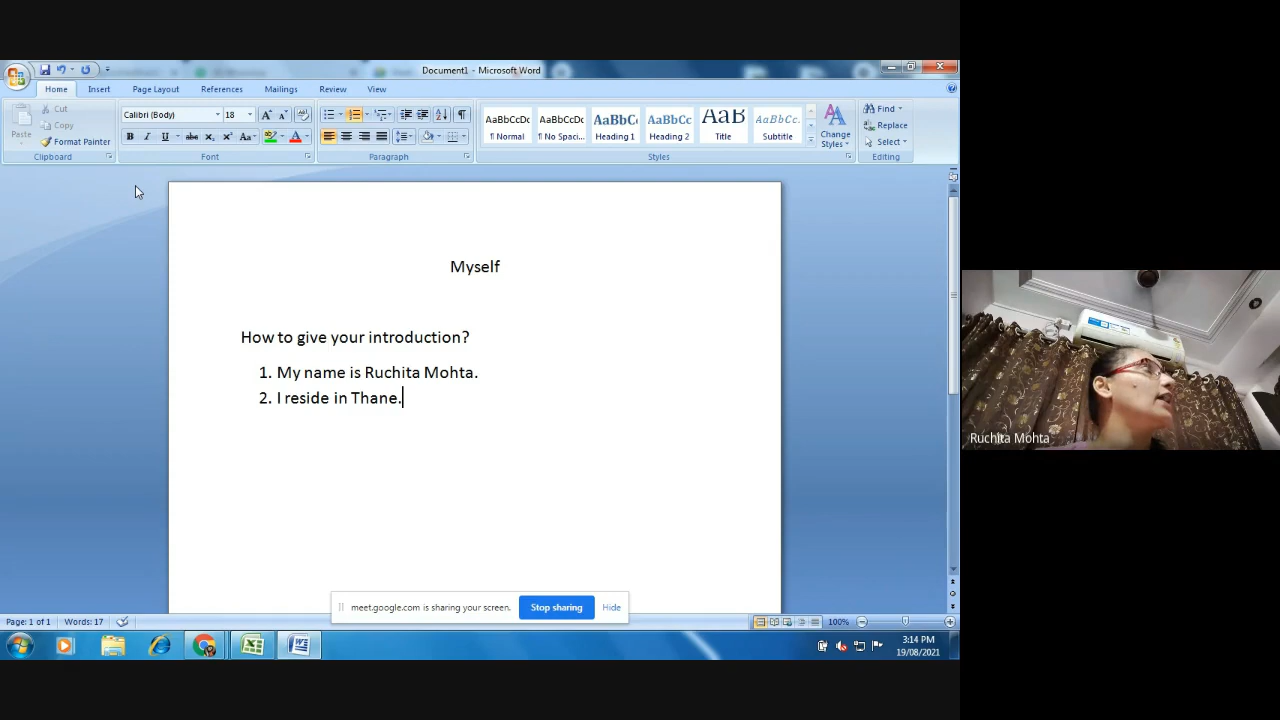 Document1 - Microsoft Word
Home Insert Page Layout References Mailings Review View
Paste
Cut
Copy
Format Painter
Clipboard
Calibri (Body) 18
Font
Paragraph
AaBbCcDc AaBbCcDc AaBbC AaBbCc AaB AaBbCc.
¶ Normal ¶ No Spaci... Heading 1 Heading 2 Title Subtitle
Change Styles
Styles
Find
Replace
Select
Editing
Myself
How to give your introduction?
1. My name is Ruchita Mohta.
2. I reside in Thane.
Ruchita Mohta
meet.google.com is sharing your screen. Stop sharing Hide
Page: 1 of 1 Words: 17 100%
3:14 PM
19/08/2021